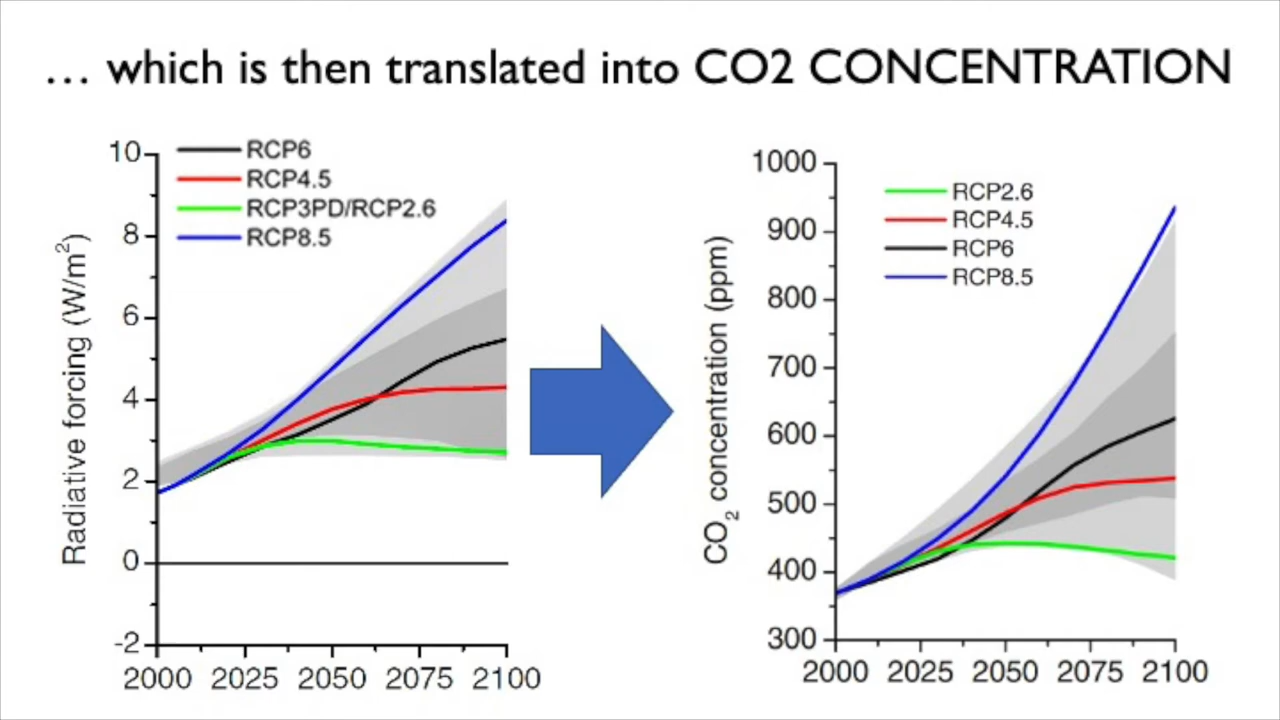 … which is then translated into CO2 CONCENTRATION
RCP6
RCP4.5
RCP3PD/RCP2.6
RCP8.5
Radiative forcing (W/m²)
10
8
6
4
2
0
-2
2000 2025 2050 2075 2100
RCP2.6
RCP4.5
RCP6
RCP8.5
CO₂ concentration (ppm)
1000
900
800
700
600
500
400
300
2000 2025 2050 2075 2100